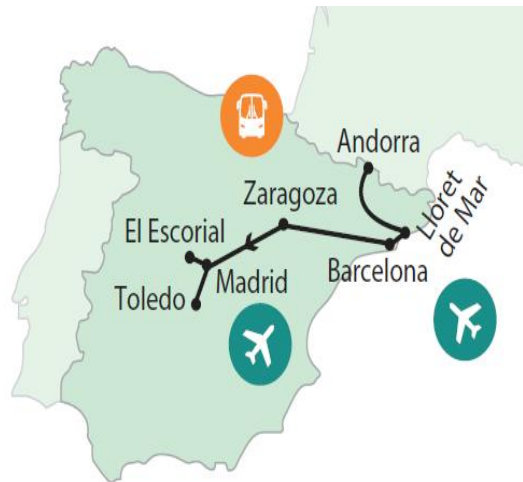 Andorra
Zaragoza
Lloret
de Mar
El Escorial
Barcelona
Madrid
Toledo